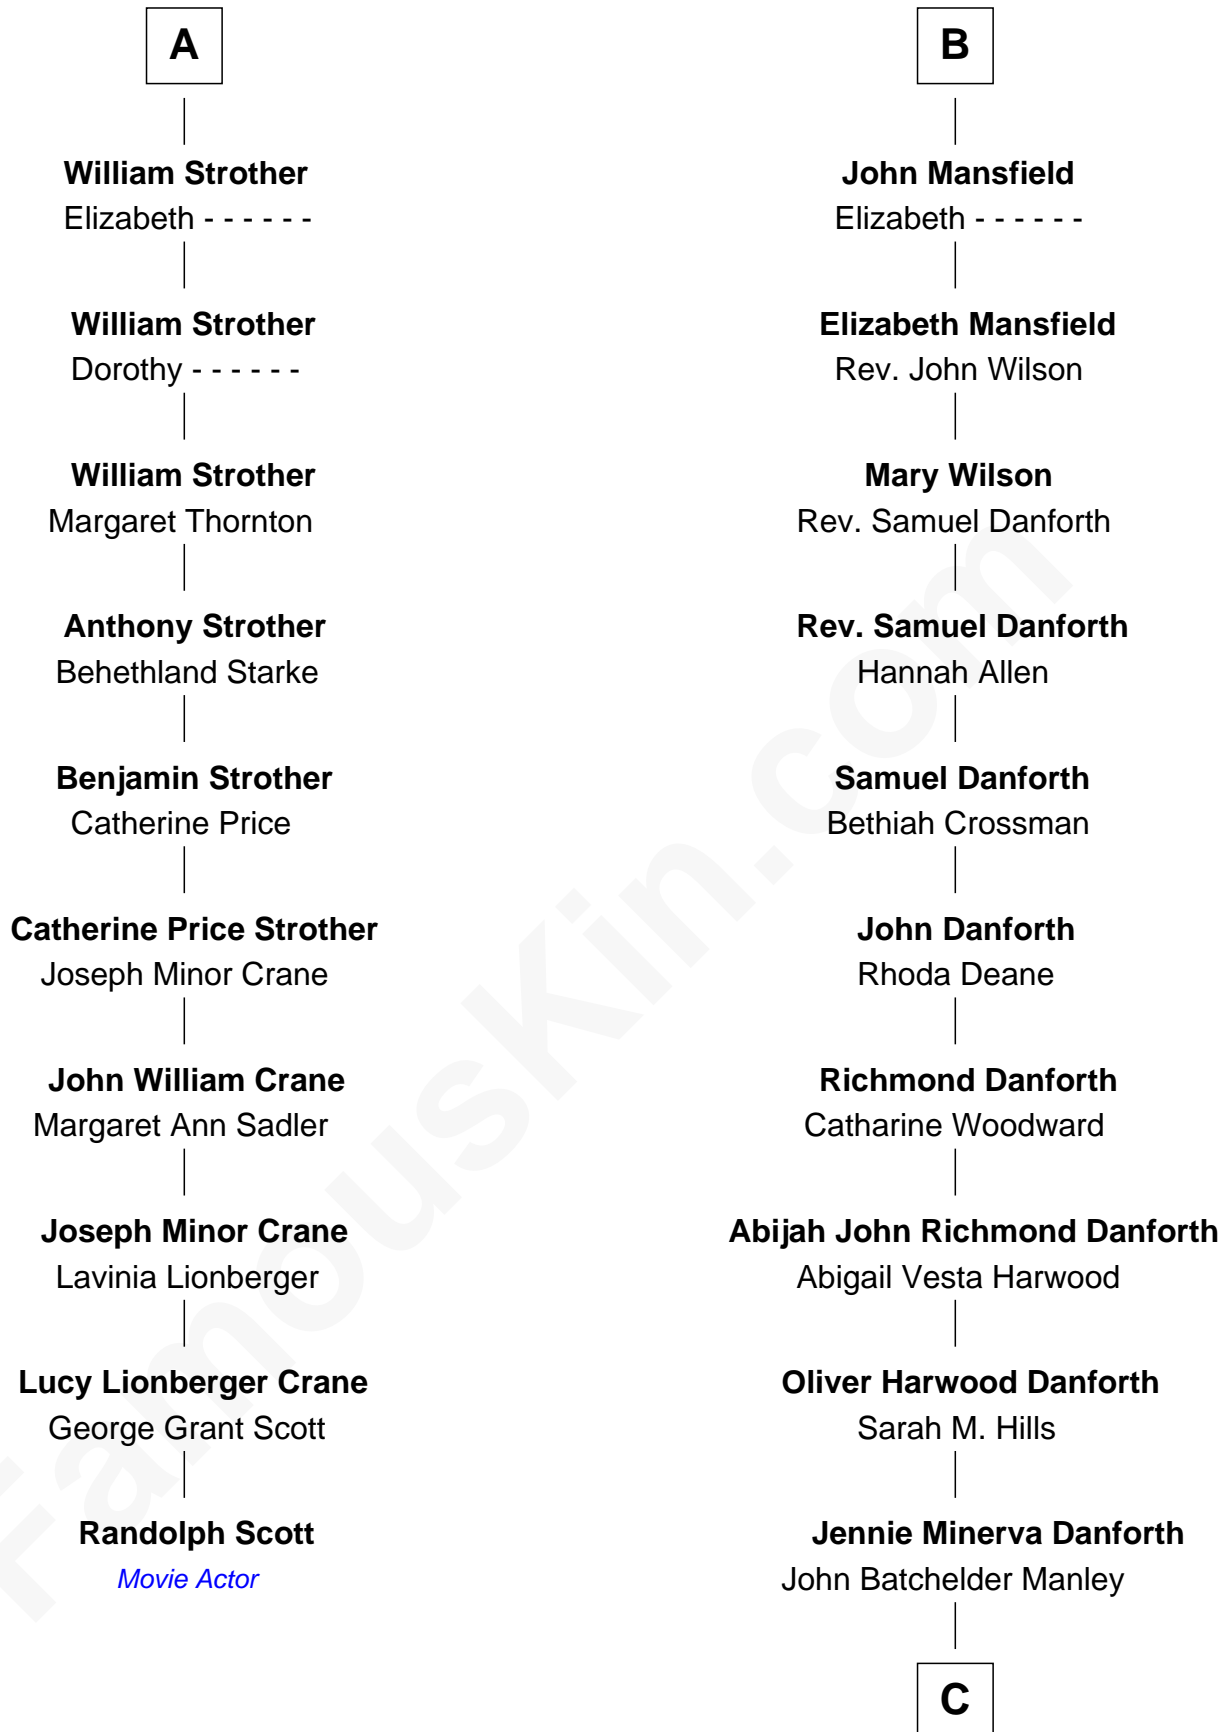 A
William Strother
Elizabeth - - - - - -
William Strother
Dorothy - - - - - -
William Strother
Margaret Thornton
Anthony Strother
Behethland Starke
Benjamin Strother
Catherine Price
Catherine Price Strother
Joseph Minor Crane
John William Crane
Margaret Ann Sadler
Joseph Minor Crane
Lavinia Lionberger
Lucy Lionberger Crane
George Grant Scott
Randolph Scott
Movie Actor
B
John Mansfield
Elizabeth - - - - - -
Elizabeth Mansfield
Rev. John Wilson
Mary Wilson
Rev. Samuel Danforth
Rev. Samuel Danforth
Hannah Allen
Samuel Danforth
Bethiah Crossman
John Danforth
Rhoda Deane
Richmond Danforth
Catharine Woodward
Abijah John Richmond Danforth
Abigail Vesta Harwood
Oliver Harwood Danforth
Sarah M. Hills
Jennie Minerva Danforth
John Batchelder Manley
C
FamousKin.com